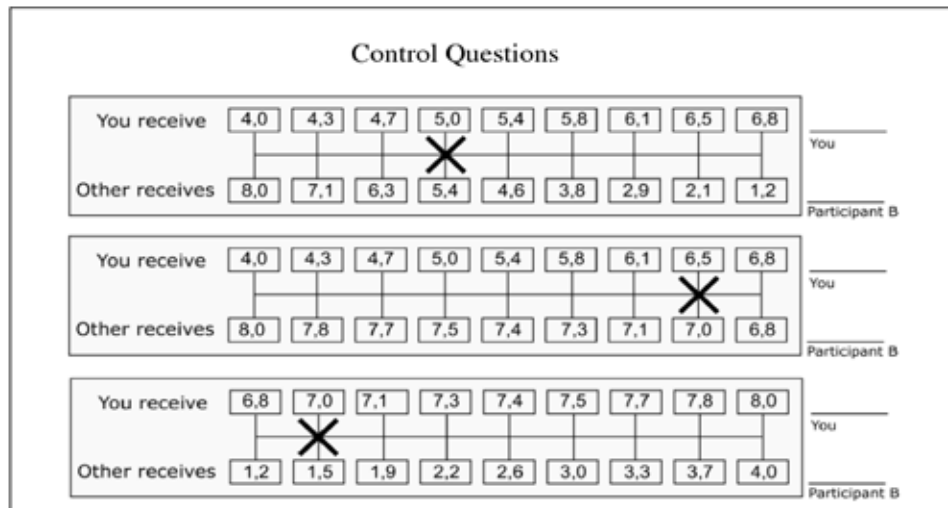 Control Questions
You receive 4,0 4,3 4,7 5,0 5,4 5,8 6,1 6,5 6,8
You
Other receives 8,0 7,1 6,3 5,4 4,6 3,8 2,9 2,1 1,2
Participant B
You receive 4,0 4,3 4,7 5,0 5,4 5,8 6,1 6,5 6,8
You
Other receives 8,0 7,8 7,7 7,5 7,4 7,3 7,1 7,0 6,8
Participant B
You receive 6,8 7,0 7,1 7,3 7,4 7,5 7,7 7,8 8,0
You
Other receives 1,2 1,5 1,9 2,2 2,6 3,0 3,3 3,7 4,0
Participant B